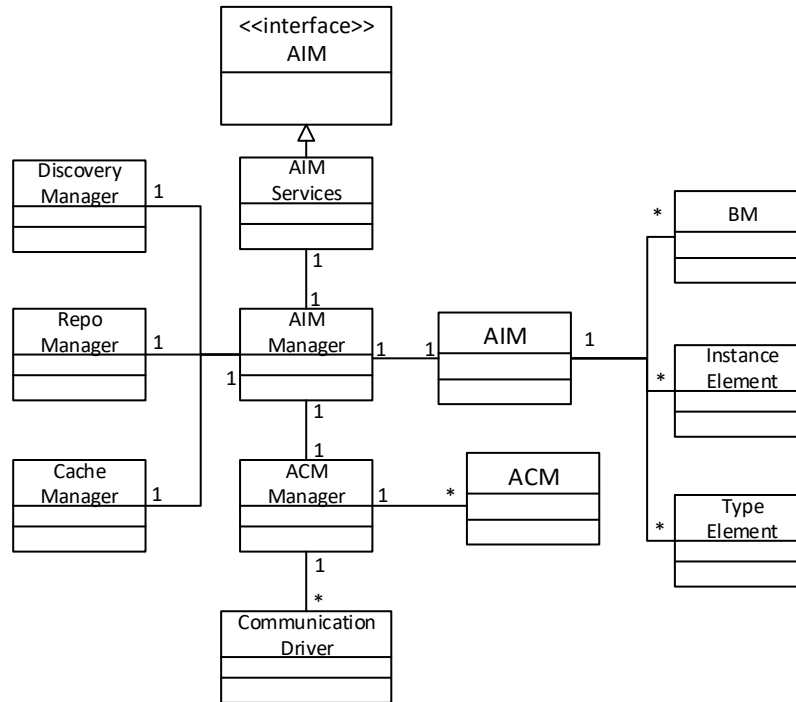 <<interface>>
AIM
Discovery
Manager
1
AIM
Services
1
1
Repo
Manager
1
AIM
Manager
1
1
1
1
AIM
1
*
BM
*
Instance
Element
*
Type
Element
Cache
Manager
1
1
ACM
Manager
1
*
ACM
1
*
Communication
Driver